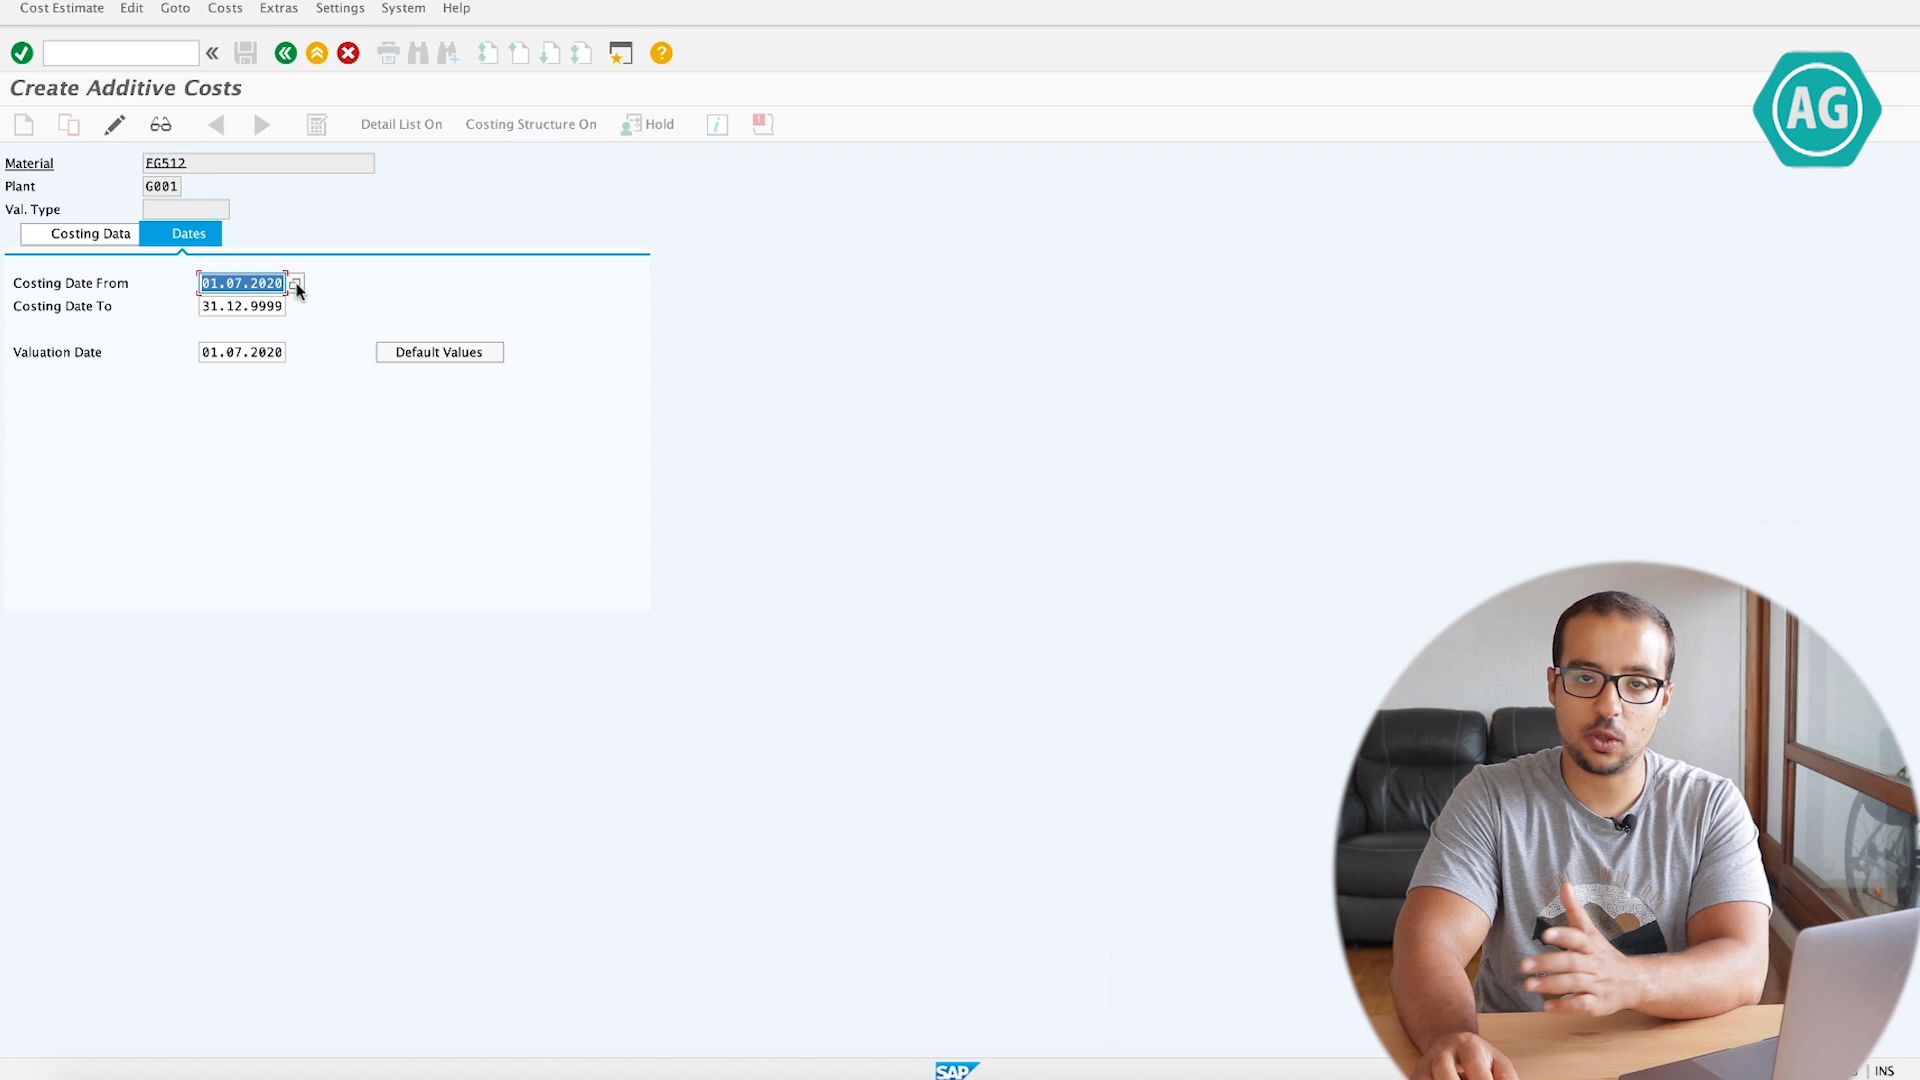 Cost Estimate Edit Goto Costs Extras Settings System Help
Create Additive Costs
Detail List On Costing Structure On Hold
AG
Material FG512
Plant G001
Val. Type
Costing Data Dates
Costing Date From 01.07.2020
Costing Date To 31.12.9999
Valuation Date 01.07.2020 Default Values
SAP
INS